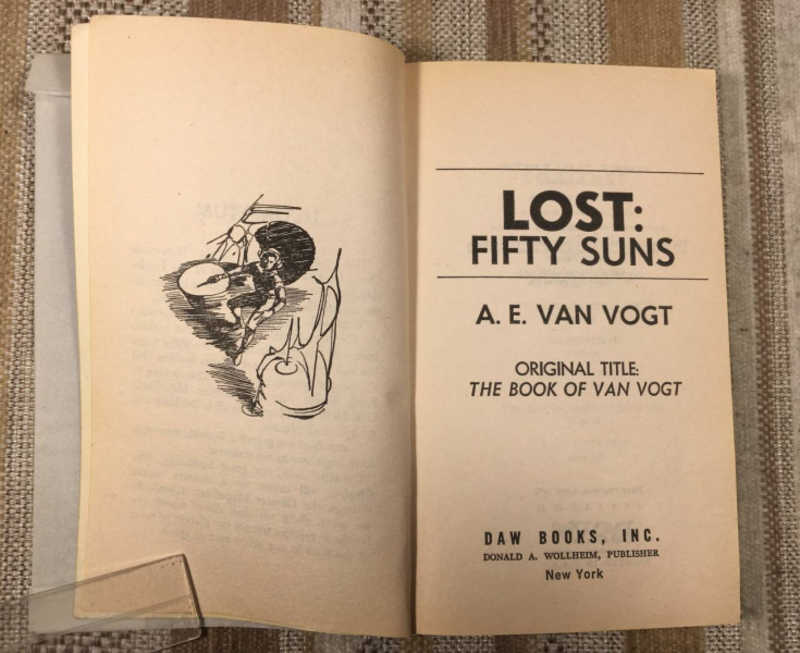 LOST:
FIFTY SUNS
A. E. VAN VOGT
ORIGINAL TITLE:
THE BOOK OF VAN VOGT
DAW BOOKS, INC.
DONALD A. WOLLHEIM, PUBLISHER
New York